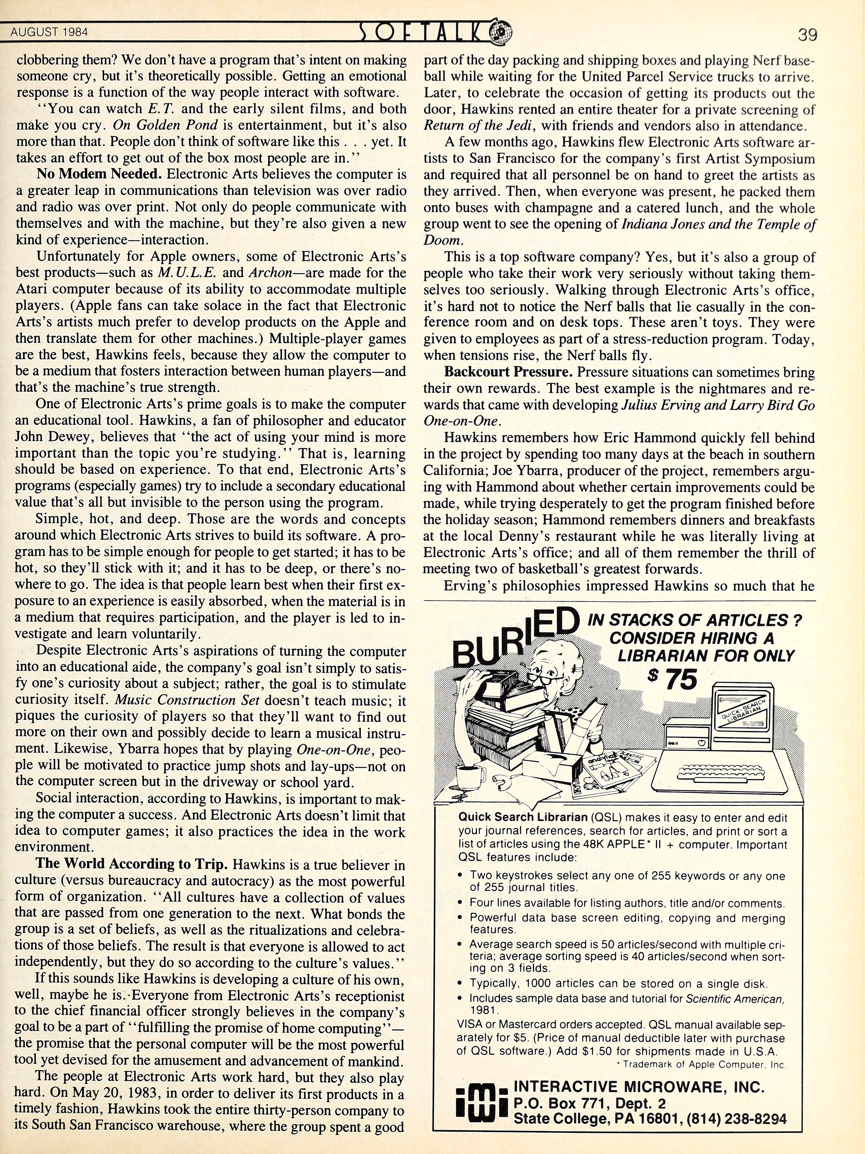 AUGUST 1984
SOFTALK
39
clobbering them? We don't have a program that's intent on making
someone cry, but it's theoretically possible. Getting an emotional
response is a function of the way people interact with software.
"You can watch E.T. and the early silent films, and both
make you cry. On Golden Pond is entertainment, but it's also
more than that. People don't think of software like this . . . yet. It
takes an effort to get out of the box most people are in."
No Modem Needed. Electronic Arts believes the computer is
a greater leap in communications than television was over radio
and radio was over print. Not only do people communicate with
themselves and with the machine, but they're also given a new
kind of experience—interaction.
Unfortunately for Apple owners, some of Electronic Arts's
best products—such as M.U.L.E. and Archon—are made for the
Atari computer because of its ability to accommodate multiple
players. (Apple fans can take solace in the fact that Electronic
Arts's artists much prefer to develop products on the Apple and
then translate them for other machines.) Multiple-player games
are the best, Hawkins feels, because they allow the computer to
be a medium that fosters interaction between human players—and
that's the machine's true strength.
One of Electronic Arts's prime goals is to make the computer
an educational tool. Hawkins, a fan of philosopher and educator
John Dewey, believes that "the act of using your mind is more
important than the topic you're studying." That is, learning
should be based on experience. To that end, Electronic Arts's
programs (especially games) try to include a secondary educational
value that's all but invisible to the person using the program.
Simple, hot, and deep. Those are the words and concepts
around which Electronic Arts strives to build its software. A pro-
gram has to be simple enough for people to get started; it has to be
hot, so they'll stick with it; and it has to be deep, or there's no-
where to go. The idea is that people learn best when their first ex-
posure to an experience is easily absorbed, when the material is in
a medium that requires participation, and the player is led to in-
vestigate and learn voluntarily.
Despite Electronic Arts's aspirations of turning the computer
into an educational aide, the company's goal isn't simply to satis-
fy one's curiosity about a subject; rather, the goal is to stimulate
curiosity itself. Music Construction Set doesn't teach music; it
piques the curiosity of players so that they'll want to find out
more on their own and possibly decide to learn a musical instru-
ment. Likewise, Ybarra hopes that by playing One-on-One, peo-
ple will be motivated to practice jump shots and lay-ups—not on
the computer screen but in the driveway or school yard.
Social interaction, according to Hawkins, is important to mak-
ing the computer a success. And Electronic Arts doesn't limit that
idea to computer games; it also practices the idea in the work
environment.
The World According to Trip. Hawkins is a true believer in
culture (versus bureaucracy and autocracy) as the most powerful
form of organization. "All cultures have a collection of values
that are passed from one generation to the next. What bonds the
group is a set of beliefs, as well as the ritualizations and celebra-
tions of those beliefs. The result is that everyone is allowed to act
independently, but they do so according to the culture's values."
If this sounds like Hawkins is developing a culture of his own,
well, maybe he is. Everyone from Electronic Arts's receptionist
to the chief financial officer strongly believes in the company's
goal to be a part of "fulfilling the promise of home computing"—
the promise that the personal computer will be the most powerful
tool yet devised for the amusement and advancement of mankind.
The people at Electronic Arts work hard, but they also play
hard. On May 20, 1983, in order to deliver its first products in a
timely fashion, Hawkins took the entire thirty-person company to
its South San Francisco warehouse, where the group spent a good
part of the day packing and shipping boxes and playing Nerf base-
ball while waiting for the United Parcel Service trucks to arrive.
Later, to celebrate the occasion of getting its products out the
door, Hawkins rented an entire theater for a private screening of
Return of the Jedi, with friends and vendors also in attendance.
A few months ago, Hawkins flew Electronic Arts software ar-
tists to San Francisco for the company's first Artist Symposium
and required that all personnel be on hand to greet the artists as
they arrived. Then, when everyone was present, he packed them
onto buses with champagne and a catered lunch, and the whole
group went to see the opening of Indiana Jones and the Temple of
Doom.
This is a top software company? Yes, but it's also a group of
people who take their work very seriously without taking them-
selves too seriously. Walking through Electronic Arts's office,
it's hard not to notice the Nerf balls that lie casually in the con-
ference room and on desk tops. These aren't toys. They were
given to employees as part of a stress-reduction program. Today,
when tensions rise, the Nerf balls fly.
Backcourt Pressure. Pressure situations can sometimes bring
their own rewards. The best example is the nightmares and re-
wards that came with developing Julius Erving and Larry Bird Go
One-on-One.
Hawkins remembers how Eric Hammond quickly fell behind
in the project by spending too many days at the beach in southern
California; Joe Ybarra, producer of the project, remembers argu-
ing with Hammond about whether certain improvements could be
made, while trying desperately to get the program finished before
the holiday season; Hammond remembers dinners and breakfasts
at the local Denny's restaurant while he was literally living at
Electronic Arts's office; and all of them remember the thrill of
meeting two of basketball's greatest forwards.
Erving's philosophies impressed Hawkins so much that he
BURIED IN STACKS OF ARTICLES ?
CONSIDER HIRING A
LIBRARIAN FOR ONLY
$ 75
QUICK SEARCH
LIBRARIAN
Quick Search Librarian (QSL) makes it easy to enter and edit
your journal references, search for articles, and print or sort a
list of articles using the 48K APPLE* II + computer. Important
QSL features include:
• Two keystrokes select any one of 255 keywords or any one
of 255 journal titles.
• Four lines available for listing authors, title and/or comments.
• Powerful data base screen editing, copying and merging
features.
• Average search speed is 50 articles/second with multiple cri-
teria; average sorting speed is 40 articles/second when sort-
ing on 3 fields.
• Typically, 1000 articles can be stored on a single disk.
• Includes sample data base and tutorial for Scientific American,
1981.
VISA or Mastercard orders accepted. QSL manual available sep-
arately for $5. (Price of manual deductible later with purchase
of QSL software.) Add $1.50 for shipments made in U.S.A.
* Trademark of Apple Computer, Inc.
INTERACTIVE MICROWARE, INC.
P.O. Box 771, Dept. 2
State College, PA 16801, (814) 238-8294